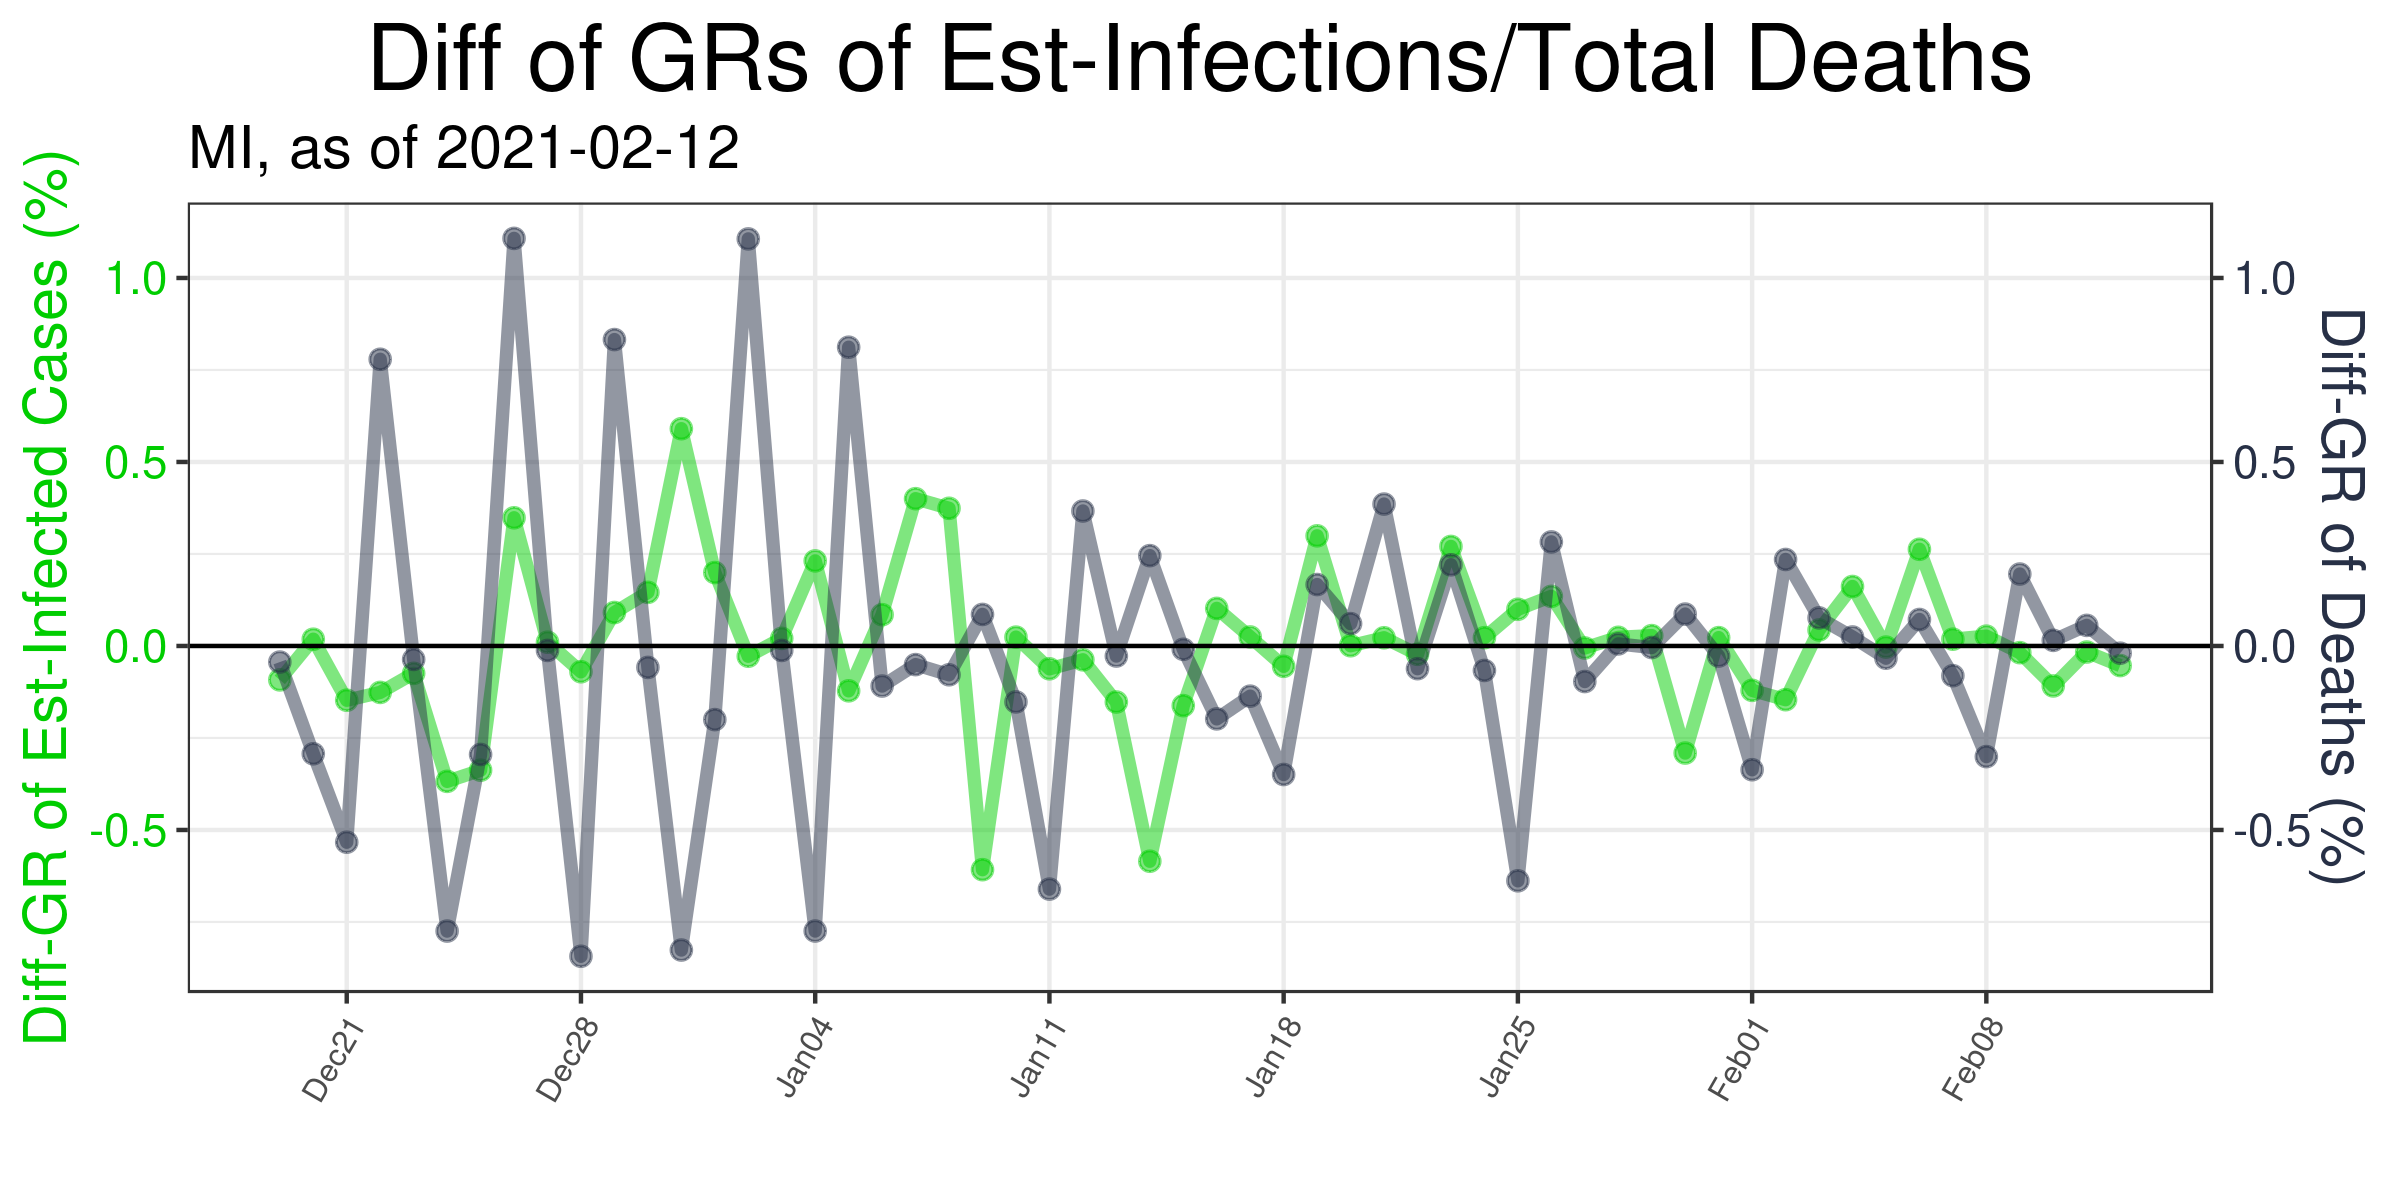 Diff of GRs of Est-Infections/Total Deaths
MI, as of 2021-02-12
Diff-GR of Est-Infected Cases (%)
1.0
0.5
0.0
-0.5
1.0
0.5
0.0
-0.5
Diff-GR of Deaths (%)
Dec21
Dec28
Jan04
Jan11
Jan18
Jan25
Feb01
Feb08